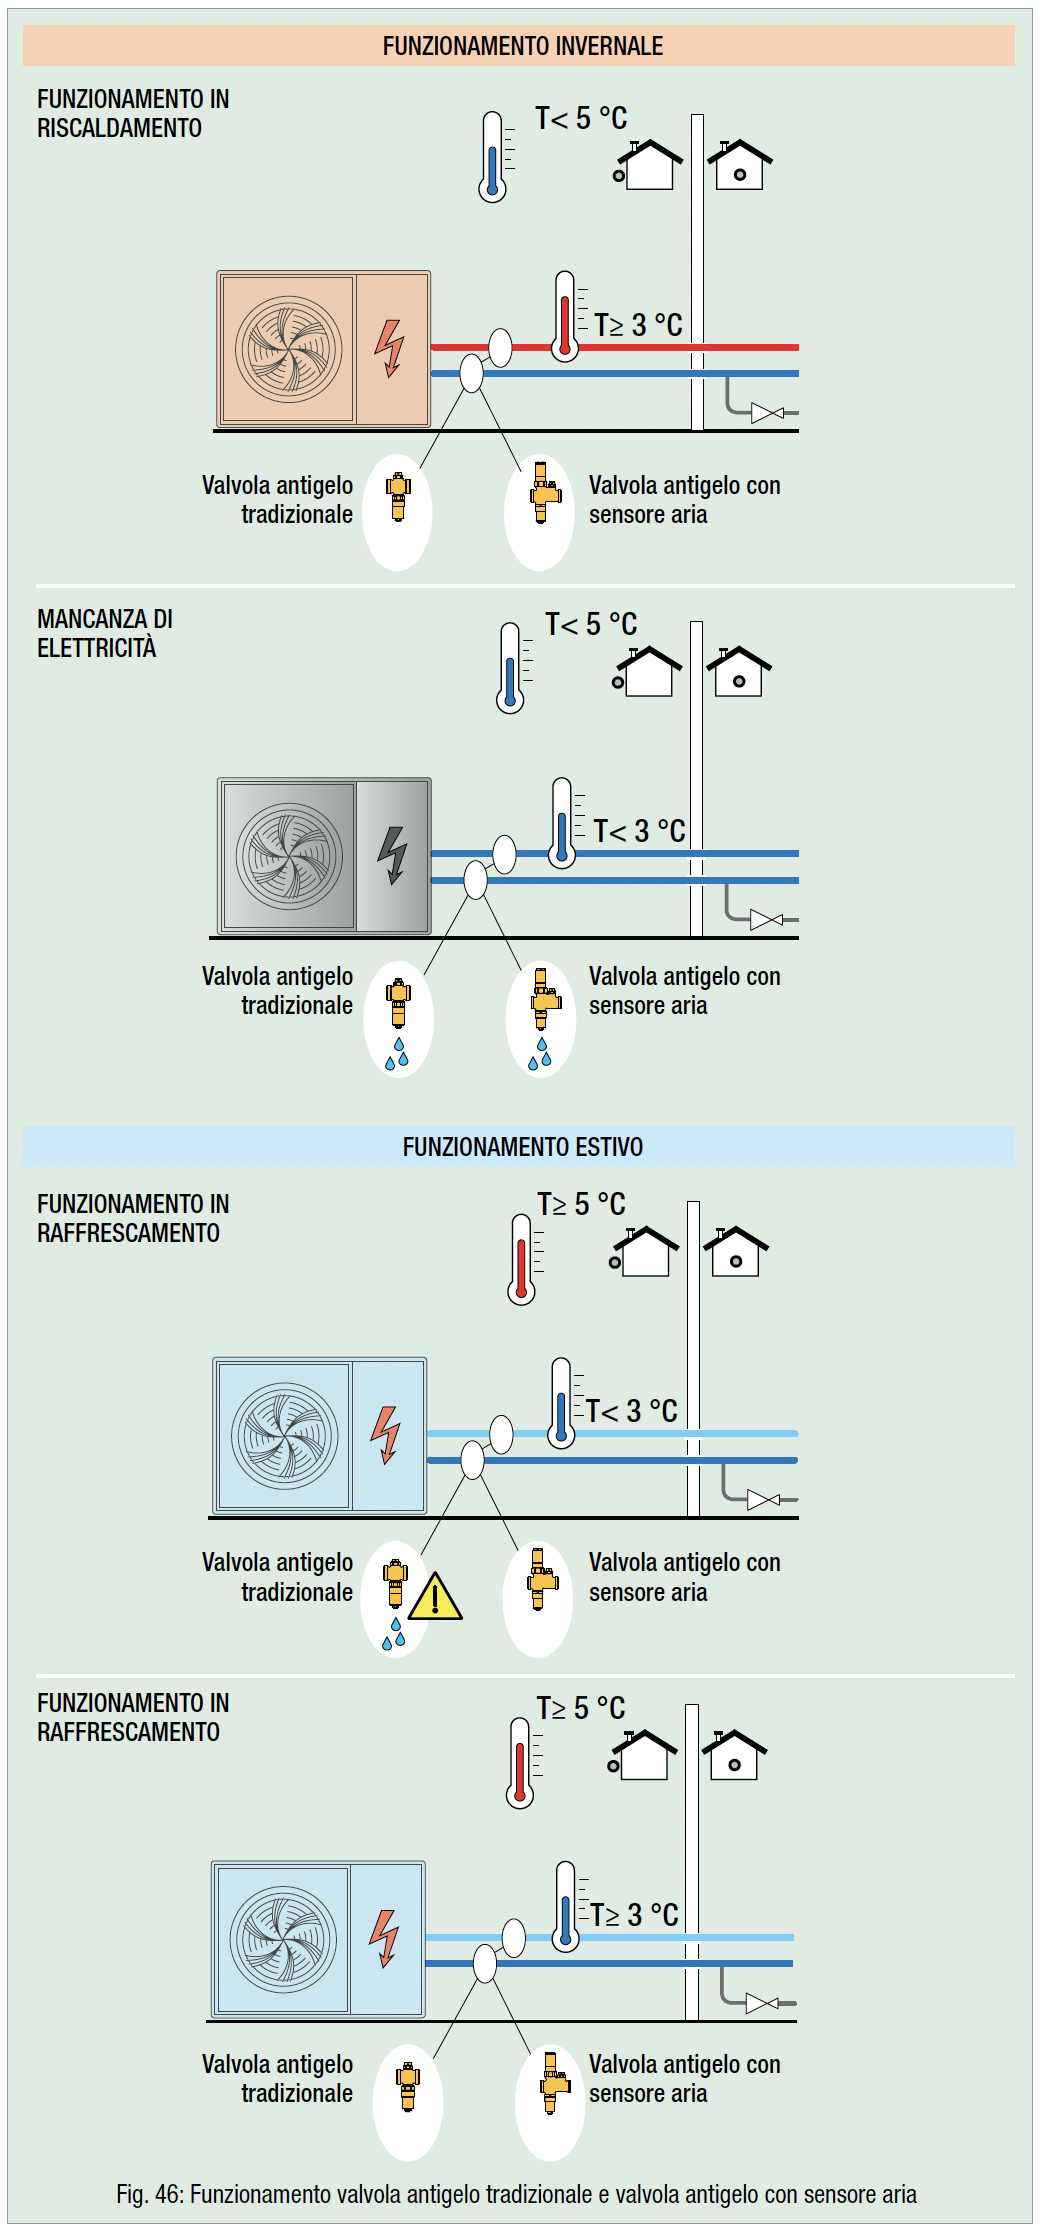 FUNZIONAMENTO INVERNALE
FUNZIONAMENTO IN
RISCALDAMENTO
T< 5 °C
T≥ 3 °C
Valvola antigelo
tradizionale
Valvola antigelo con
sensore aria
MANCANZA DI
ELETTRICITÀ
T< 5 °C
T< 3 °C
Valvola antigelo
tradizionale
Valvola antigelo con
sensore aria
FUNZIONAMENTO ESTIVO
FUNZIONAMENTO IN
RAFFRESCAMENTO
T≥ 5 °C
T< 3 °C
Valvola antigelo
tradizionale
Valvola antigelo con
sensore aria
FUNZIONAMENTO IN
RAFFRESCAMENTO
T≥ 5 °C
T≥ 3 °C
Valvola antigelo
tradizionale
Valvola antigelo con
sensore aria
Fig. 46: Funzionamento valvola antigelo tradizionale e valvola antigelo con sensore aria